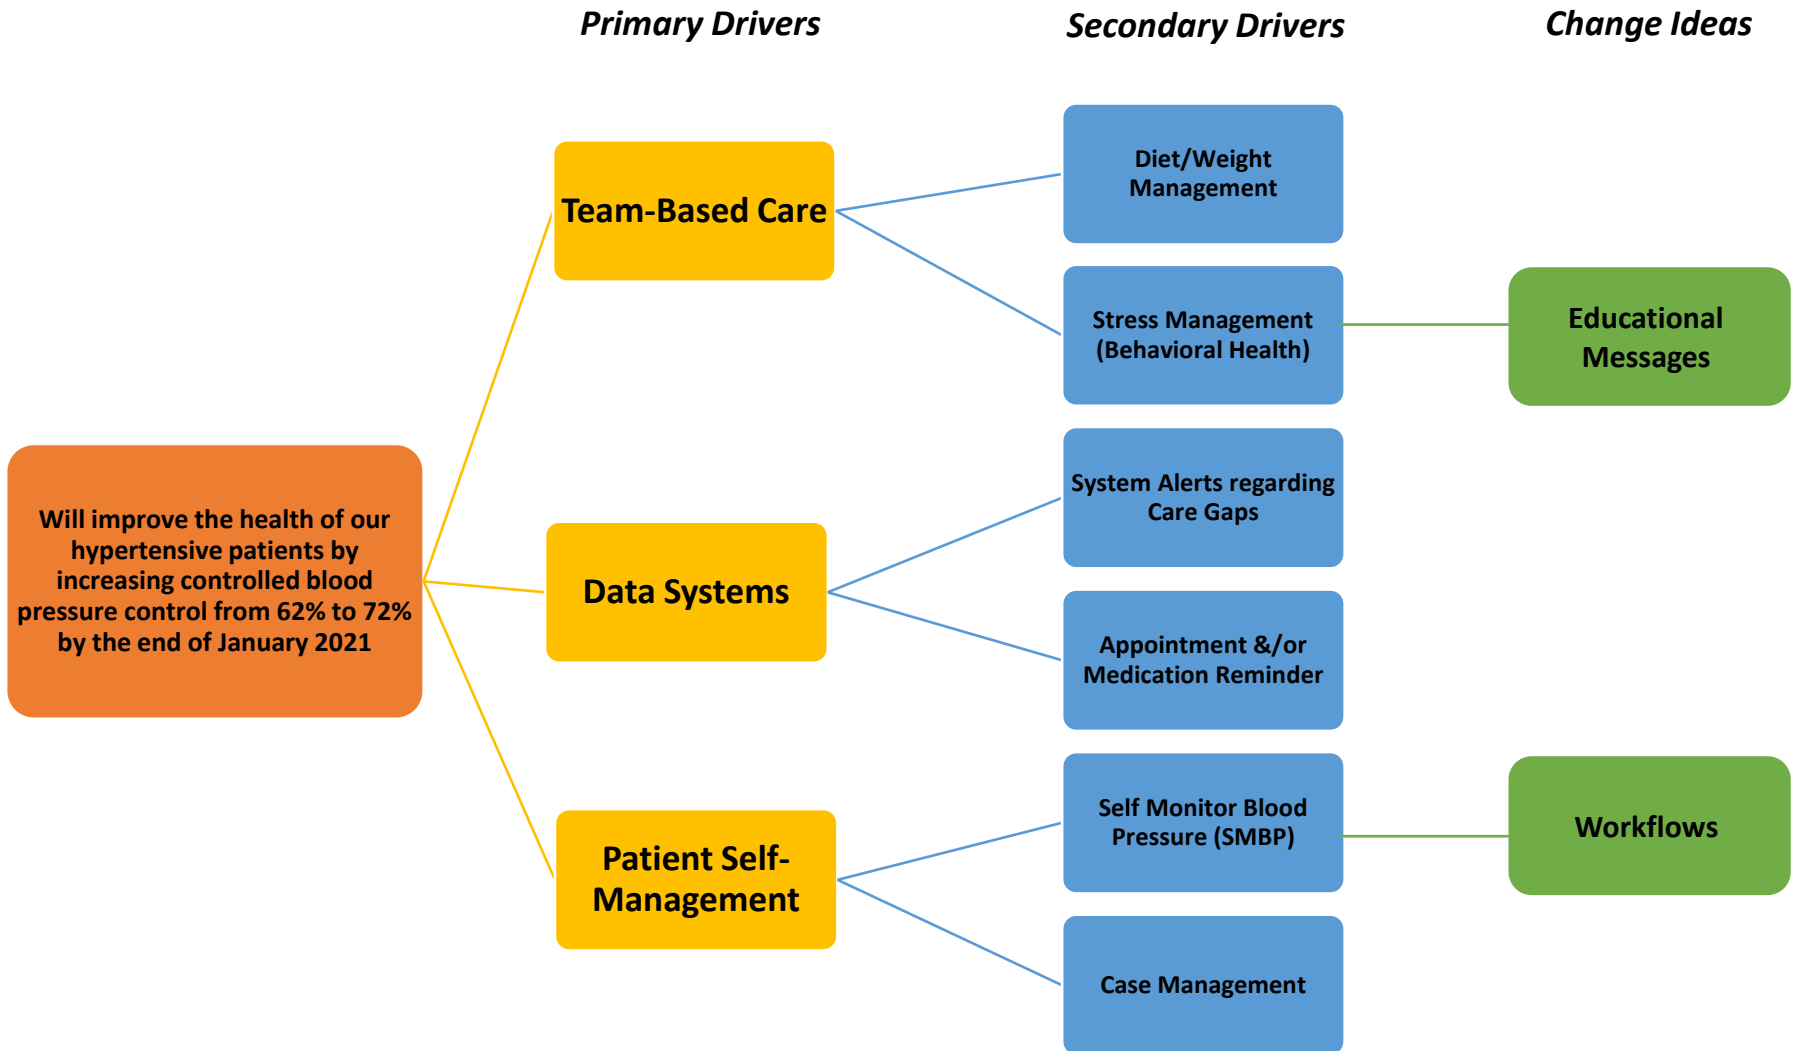 Primary Drivers
Secondary Drivers
Change Ideas
Will improve the health of our
hypertensive patients by
increasing controlled blood
pressure control from 62% to 72%
by the end of January 2021
Team-Based Care
Data Systems
Patient Self-
Management
Diet/Weight
Management
Stress Management
(Behavioral Health)
System Alerts regarding
Care Gaps
Appointment &/or
Medication Reminder
Self Monitor Blood
Pressure (SMBP)
Case Management
Educational
Messages
Workflows